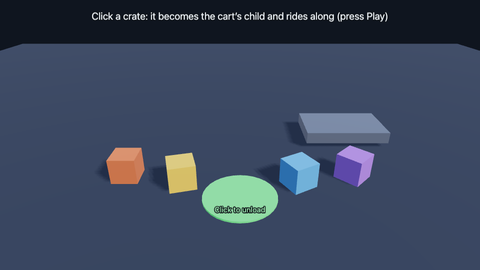 Click a crate: it becomes the cart's child and rides along (press Play)
Click to unload